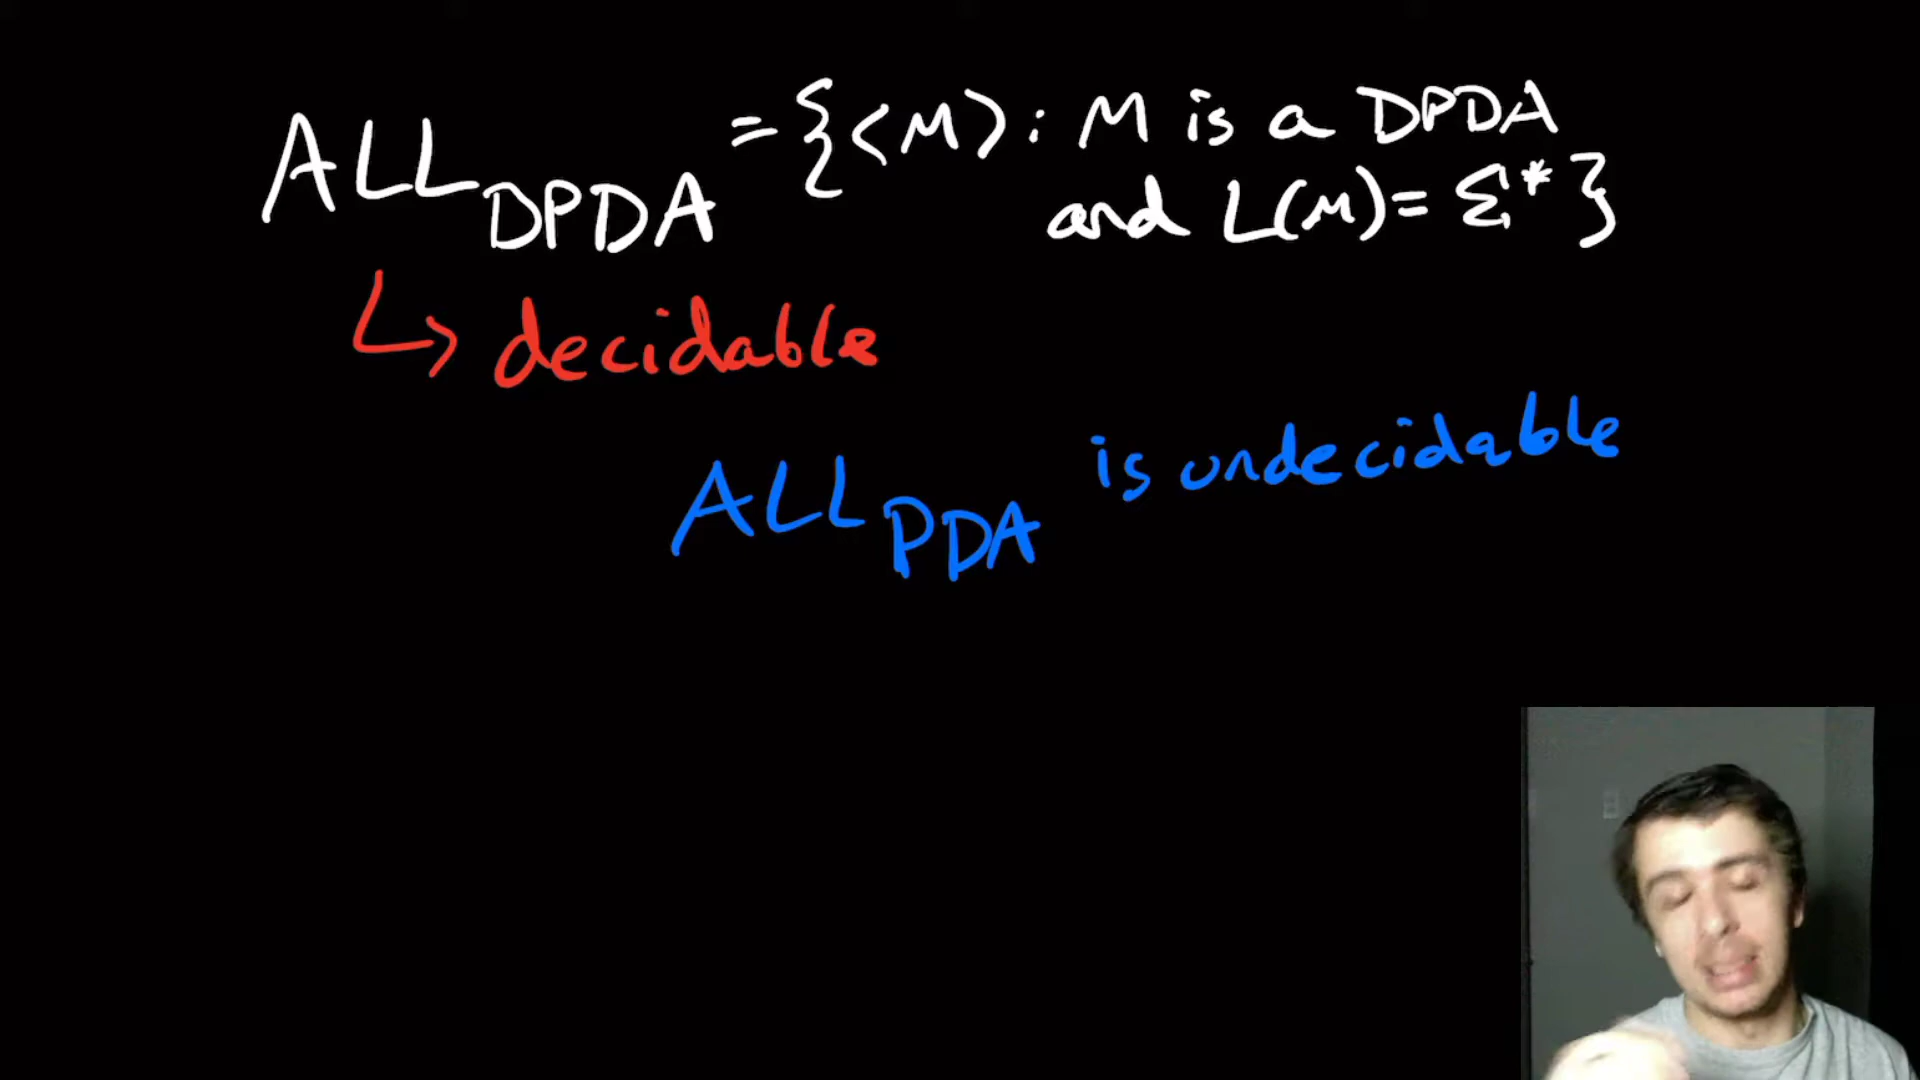 ALL_DPDA = {⟨M⟩ : M is a DPDA
and L(M) = Σ* }
↳ decidable
ALL_PDA is undecidable